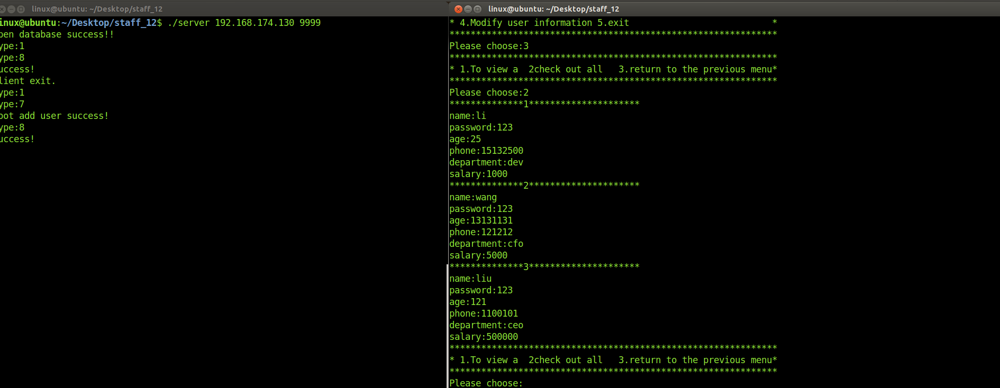 linux@ubuntu: ~/Desktop/staff_12
inux@ubuntu:~/Desktop/staff_12$ ./server 192.168.174.130 9999
pen database success!!
ype:1
ype:8
uccess!
lient exit.
ype:1
ype:7
oot add user success!
ype:8
uccess!
linux@ubuntu: ~/Desktop/staff_12
* 4.Modify user information 5.exit                           *
**************************************************************
Please choose:3
**************************************************************
* 1.To view a  2check out all   3.return to the previous menu*
**************************************************************
Please choose:2
**************1*********************
name:li
password:123
age:25
phone:15132500
department:dev
salary:1000
**************2*********************
name:wang
password:123
age:13131131
phone:121212
department:cfo
salary:5000
**************3*********************
name:liu
password:123
age:121
phone:1100101
department:ceo
salary:500000
**************************************************************
* 1.To view a  2check out all   3.return to the previous menu*
**************************************************************
Please choose: